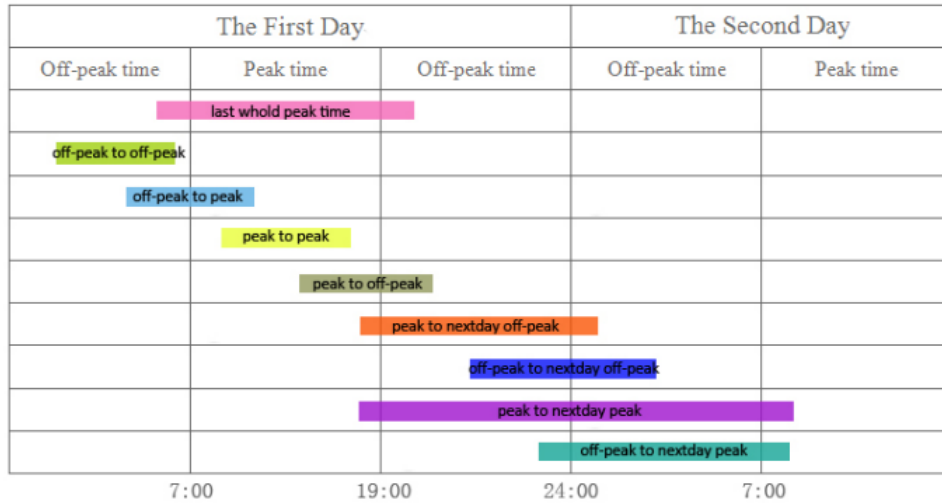 The First Day The Second Day
Off-peak time Peak time Off-peak time Off-peak time Peak time
last whold peak time
off-peak to off-peak
off-peak to peak
peak to peak
peak to off-peak
peak to nextday off-peak
off-peak to nextday off-peak
peak to nextday peak
off-peak to nextday peak
7:00 19:00 24:00 7:00